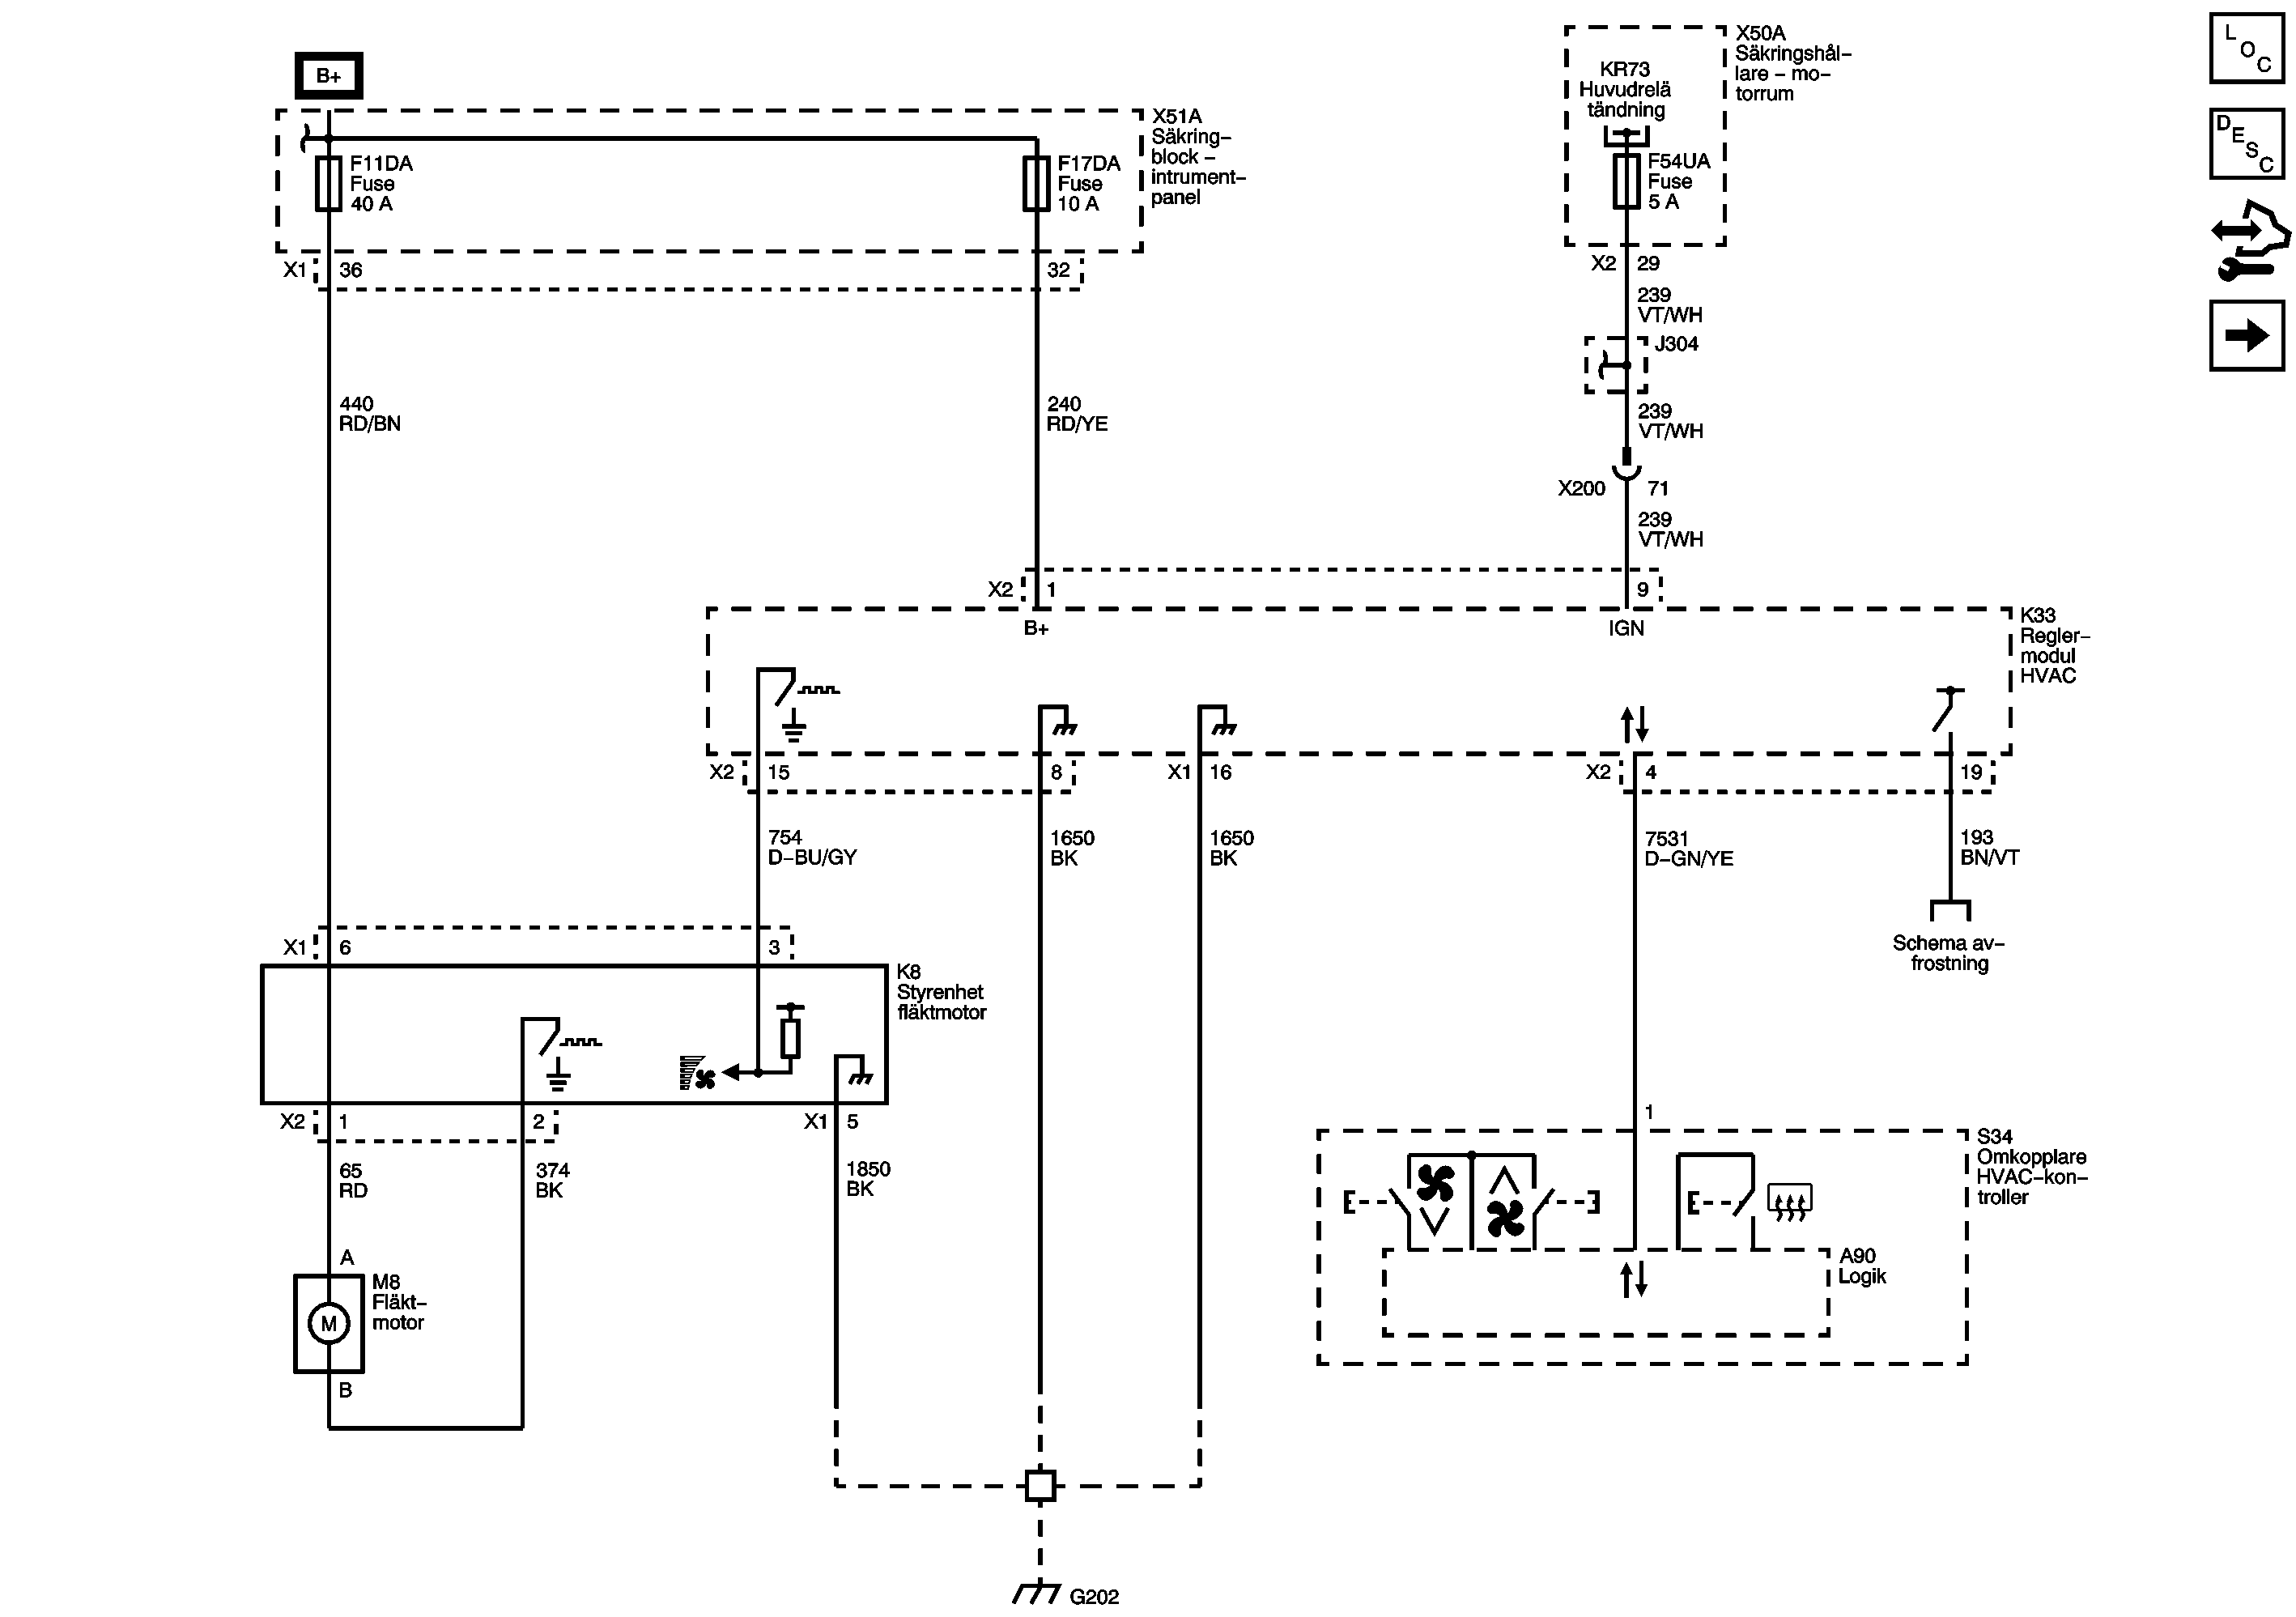 B+
X51A
Säkring–
block –
intrument–
panel
F11DA
Fuse
40 A
F17DA
Fuse
10 A
X1
36
32
X50A
Säkringshål–
lare – mo–
torrum
KR73
Huvudrelä
tändning
F54UA
Fuse
5 A
X2
29
239
VT/WH
J304
239
VT/WH
X200
71
239
VT/WH
L
O
C
D
E
S
C
440
RD/BN
240
RD/YE
X2
1
9
B+
IGN
K33
Regler–
modul
HVAC
X2
15
8
X1
16
X2
4
19
754
D–BU/GY
1650
BK
1650
BK
7531
D–GN/YE
193
BN/VT
Schema av–
frostning
X1
6
3
K8
Styrenhet
fläktmotor
X2
1
2
X1
5
65
RD
374
BK
1850
BK
A
M8
Fläkt–
motor
M
B
1
S34
Omkopplare
HVAC–kon–
troller
A90
Logik
G202